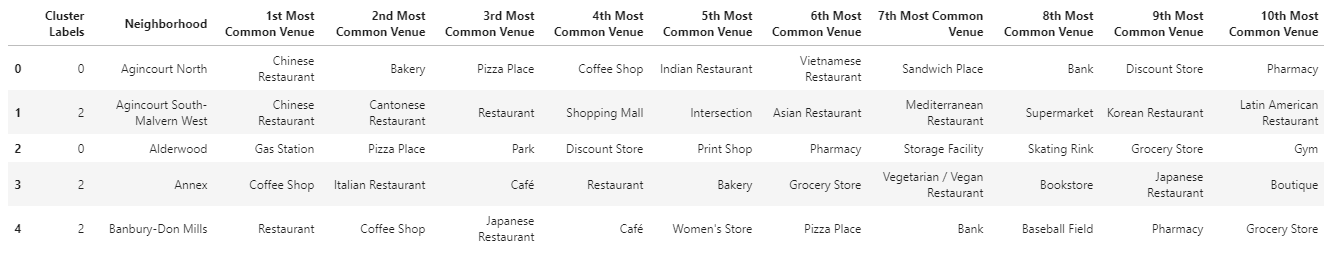 Cluster Labels Neighborhood 1st Most Common Venue 2nd Most Common Venue 3rd Most Common Venue 4th Most Common Venue 5th Most Common Venue 6th Most Common Venue 7th Most Common Venue 8th Most Common Venue 9th Most Common Venue 10th Most Common Venue
0 0 Agincourt North Chinese Restaurant Bakery Pizza Place Coffee Shop Indian Restaurant Vietnamese Restaurant Sandwich Place Bank Discount Store Pharmacy
1 2 Agincourt South-Malvern West Chinese Restaurant Cantonese Restaurant Restaurant Shopping Mall Intersection Asian Restaurant Mediterranean Restaurant Supermarket Korean Restaurant Latin American Restaurant
2 0 Alderwood Gas Station Pizza Place Park Discount Store Print Shop Pharmacy Storage Facility Skating Rink Grocery Store Gym
3 2 Annex Coffee Shop Italian Restaurant Café Restaurant Bakery Grocery Store Vegetarian / Vegan Restaurant Bookstore Japanese Restaurant Boutique
4 2 Banbury-Don Mills Restaurant Coffee Shop Japanese Restaurant Café Women's Store Pizza Place Bank Baseball Field Pharmacy Grocery Store